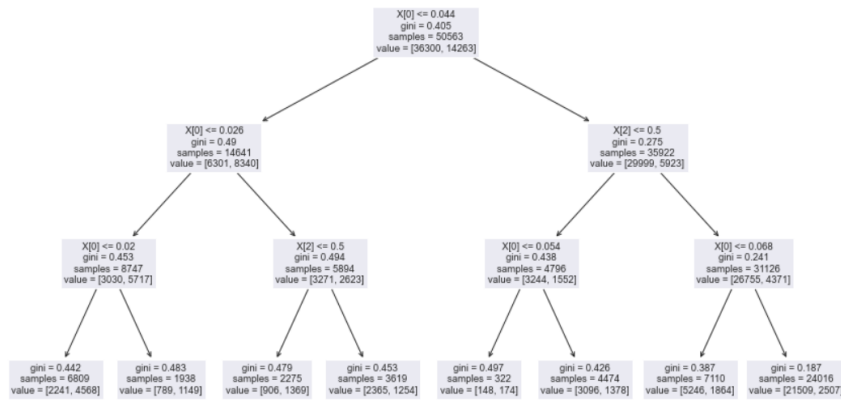 X[0] <= 0.044
gini = 0.405
samples = 50563
value = [36300, 14263]
X[0] <= 0.026
gini = 0.49
samples = 14641
value = [6301, 8340]
X[2] <= 0.5
gini = 0.275
samples = 35922
value = [29999, 5923]
X[0] <= 0.02
gini = 0.453
samples = 8747
value = [3030, 5717]
X[2] <= 0.5
gini = 0.494
samples = 5894
value = [3271, 2623]
X[0] <= 0.054
gini = 0.438
samples = 4796
value = [3244, 1552]
X[0] <= 0.068
gini = 0.241
samples = 31126
value = [26755, 4371]
gini = 0.442
samples = 6809
value = [2241, 4568]
gini = 0.483
samples = 1938
value = [789, 1149]
gini = 0.479
samples = 2275
value = [906, 1369]
gini = 0.453
samples = 3619
value = [2365, 1254]
gini = 0.497
samples = 322
value = [148, 174]
gini = 0.426
samples = 4474
value = [3096, 1378]
gini = 0.387
samples = 7110
value = [5246, 1864]
gini = 0.187
samples = 24016
value = [21509, 2507]